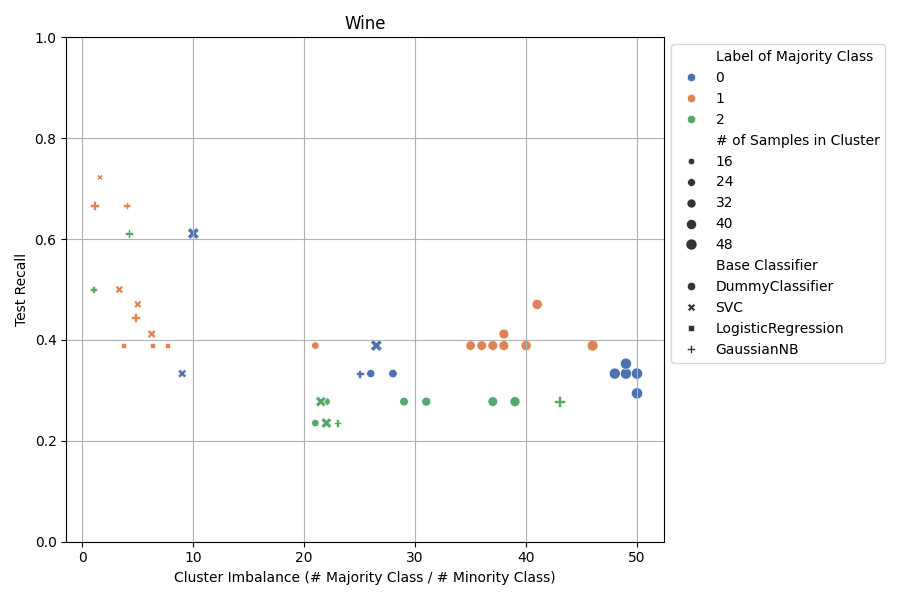 Wine
Test Recall
1.0
0.8
0.6
0.4
0.2
0.0
0 10 20 30 40 50
Cluster Imbalance (# Majority Class / # Minority Class)
Label of Majority Class
0
1
2
# of Samples in Cluster
16
24
32
40
48
Base Classifier
DummyClassifier
SVC
LogisticRegression
GaussianNB